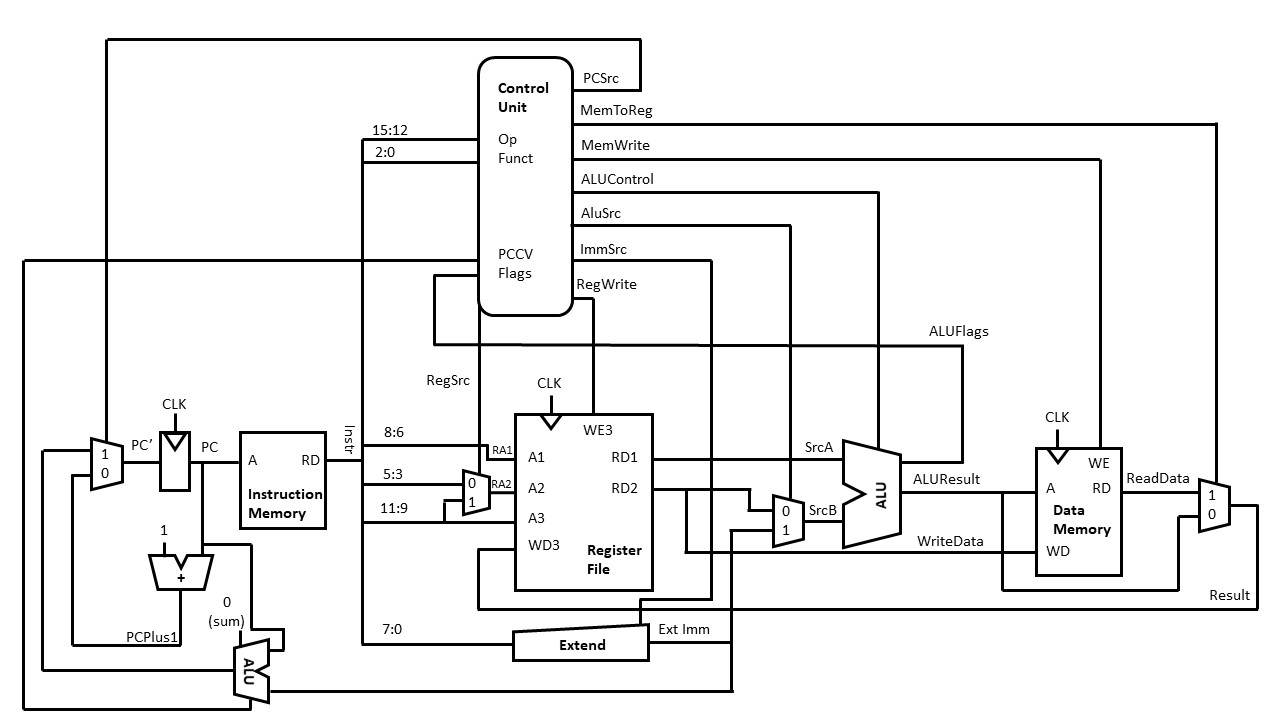 PCSrc
Control
Unit
MemToReg
15:12
Op
MemWrite
2:0
Funct
ALUControl
AluSrc
PCCV
ImmSrc
Flags
RegWrite
ALUFlags
RegSrc
CLK
CLK
CLK
Instr
8:6
WE3
PC’
PC
1
0
A
RD
RA1
A1
RD1
SrcA
WE
5:3
0
1
RA2
A2
RD2
ALU
ALUResult
A
RD
ReadData
1
0
Instruction
Memory
11:9
A3
0
1
SrcB
Data
Memory
1
WD3
Register
File
WriteData
WD
+
0
(sum)
Result
PCPlus1
7:0
Extend
Ext Imm
ALU